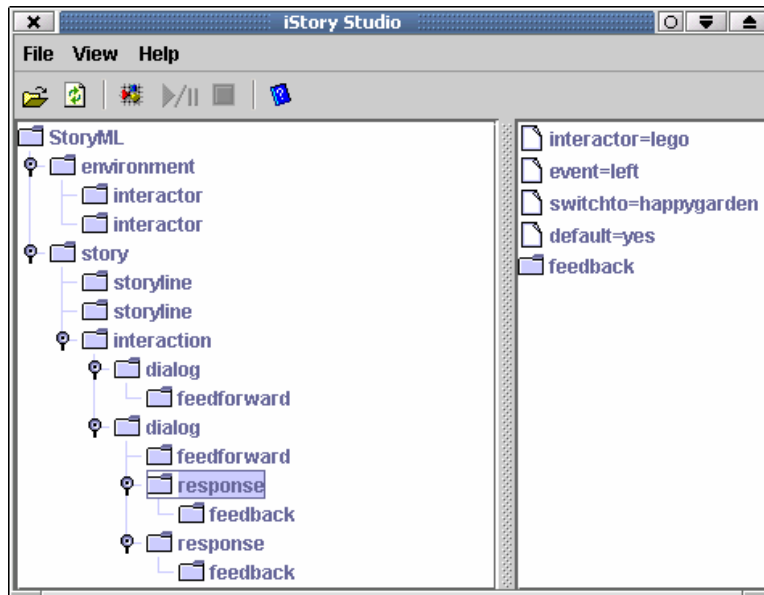 iStory Studio
File View Help
StoryML
environment
interactor
interactor
story
storyline
storyline
interaction
dialog
feedforward
dialog
feedforward
response
feedback
response
feedback
interactor=lego
event=left
switchto=happygarden
default=yes
feedback